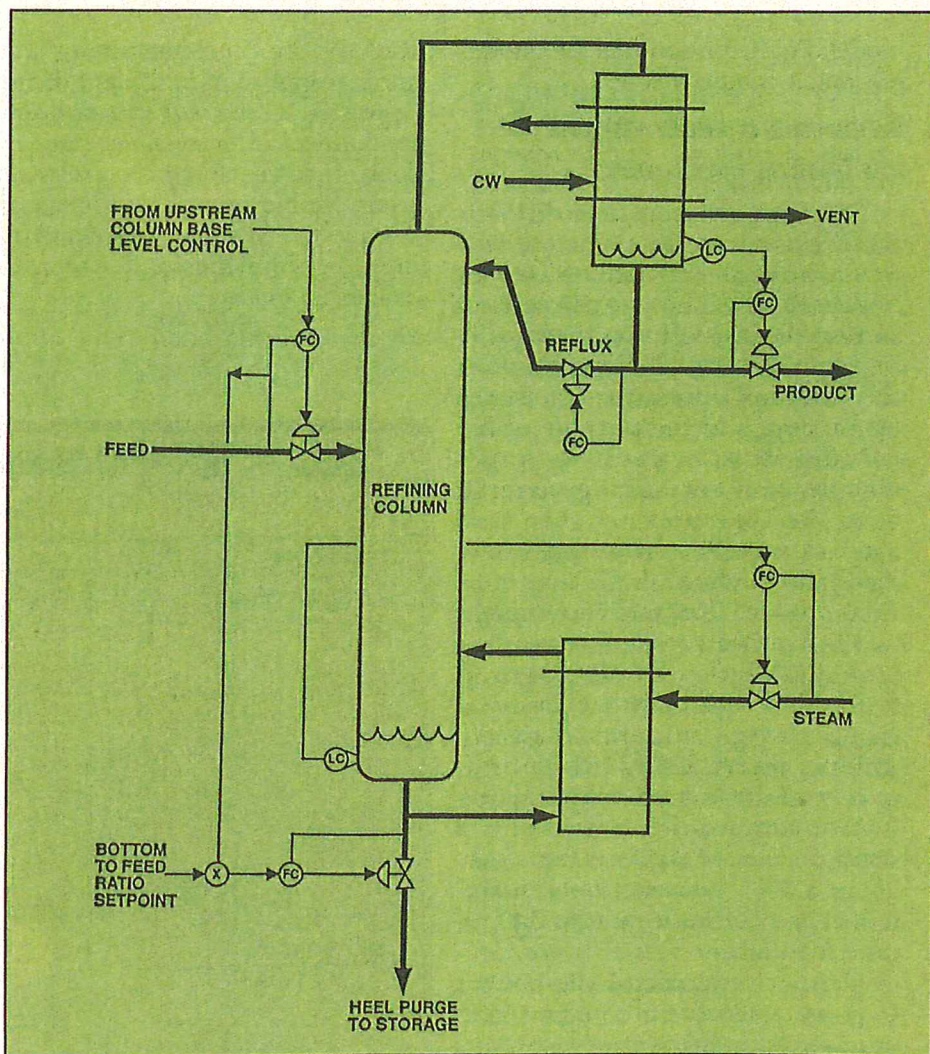 CW
VENT
FROM UPSTREAM
COLUMN BASE
LEVEL CONTROL
LC
FC
FC
REFLUX
PRODUCT
FC
FEED
REFINING
COLUMN
FC
STEAM
LC
BOTTOM
TO FEED
RATIO
SETPOINT
X
FC
HEEL PURGE
TO STORAGE